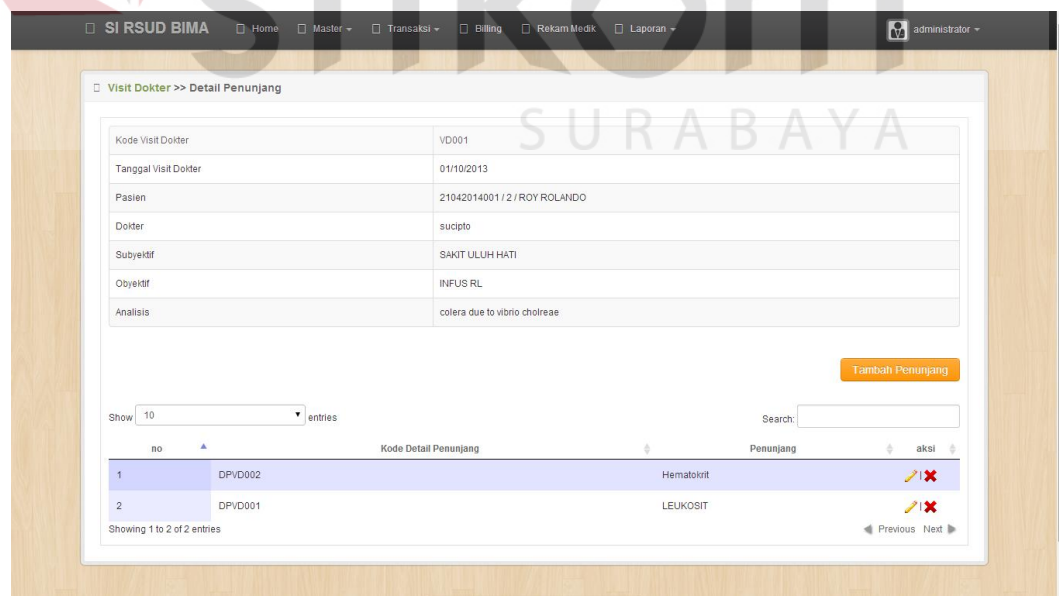 SI RSUD BIMA Home Master Transaksi Billing Rekam Medik Laporan administrator
Visit Dokter >> Detail Penunjang
SURABAYA
Kode Visit Dokter VD001
Tanggal Visit Dokter 01/10/2013
Pasien 21042014001 / 2 / ROY ROLANDO
Dokter sucipto
Subyektif SAKIT ULUH HATI
Obyektif INFUS RL
Analisis colera due to vibrio cholreae
Tambah Penunjang
Show 10 entries Search:
no Kode Detail Penunjang Penunjang aksi
1 DPVD002 Hematokrit |
2 DPVD001 LEUKOSIT |
Showing 1 to 2 of 2 entries Previous Next